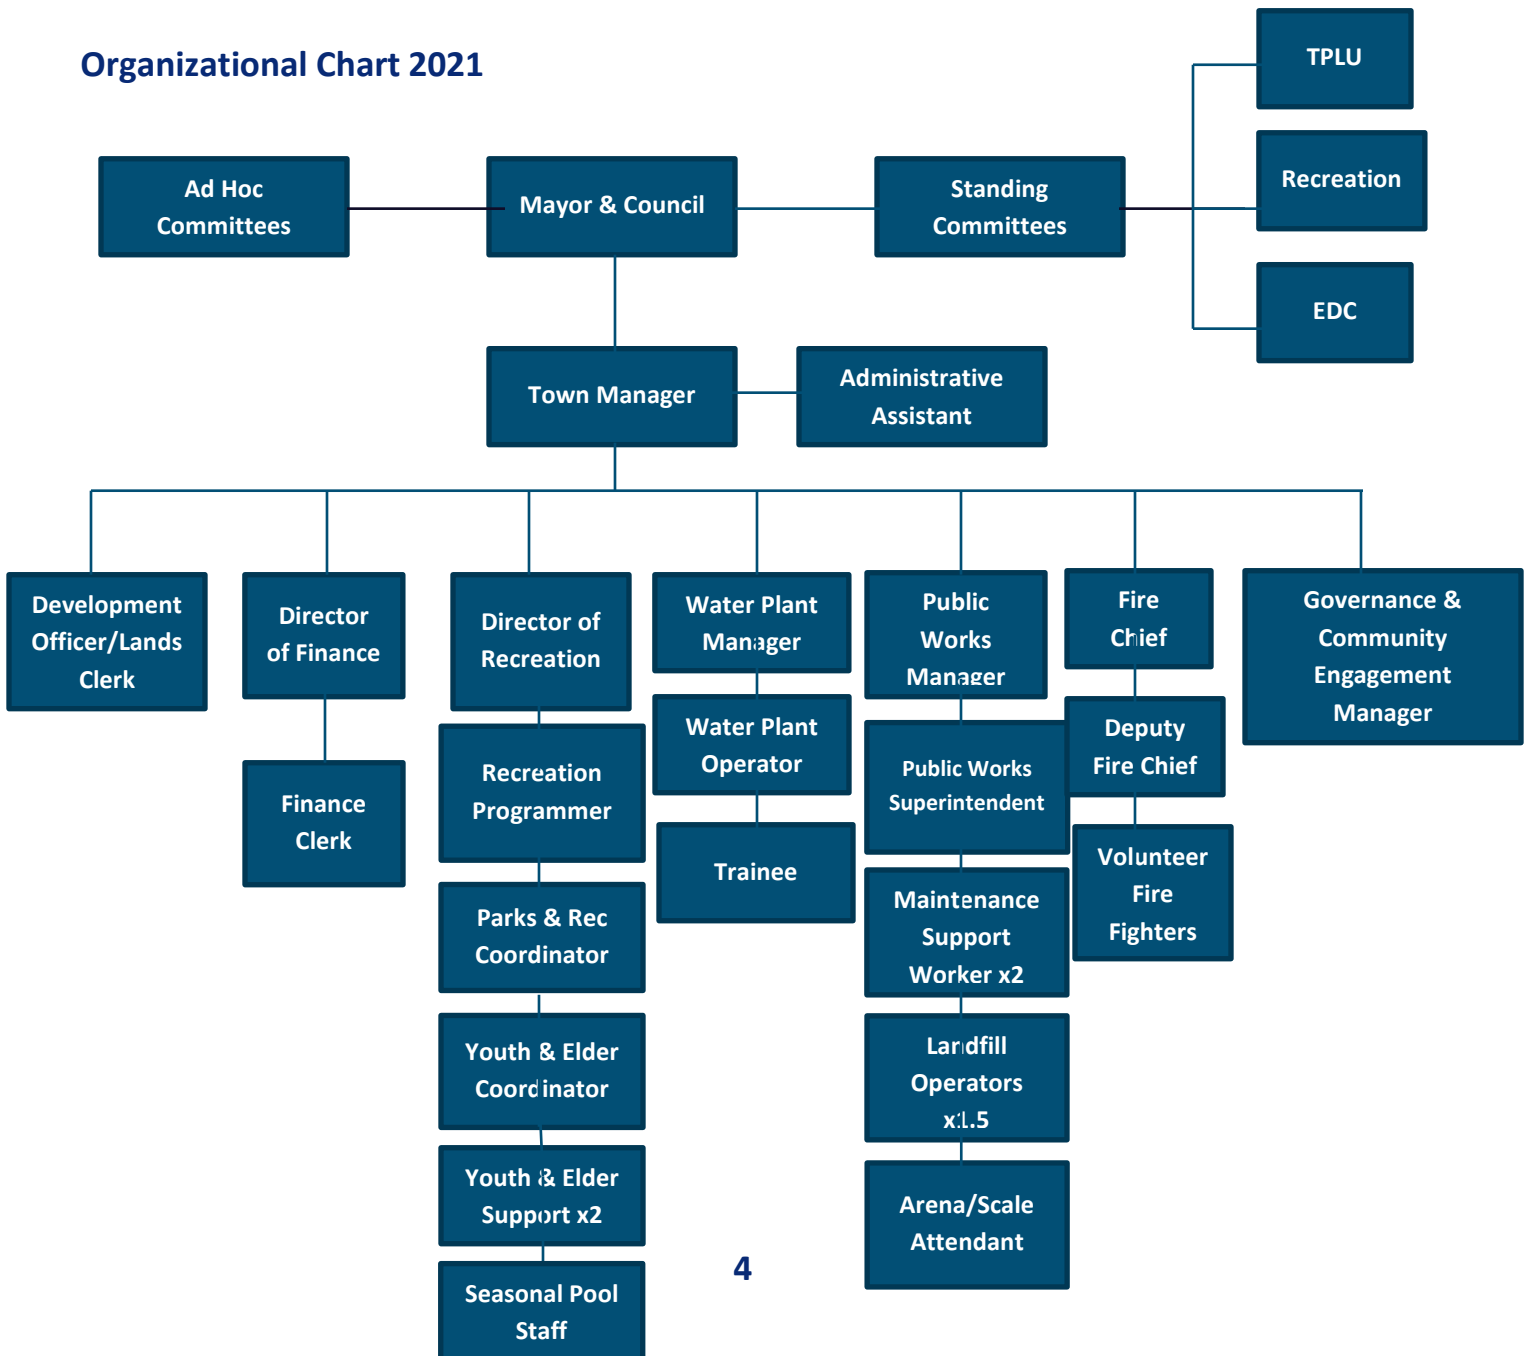 Organizational Chart 2021
TPLU
Ad Hoc
Committees
Mayor & Council
Standing
Committees
Recreation
EDC
Town Manager
Administrative
Assistant
Development
Officer/Lands
Clerk
Director
of Finance
Director of
Recreation
Water Plant
Manager
Public
Works
Manager
Fire
Chief
Governance &
Community
Engagement
Manager
Finance
Clerk
Recreation
Programmer
Water Plant
Operator
Public Works
Superintendent
Deputy
Fire Chief
Parks & Rec
Coordinator
Trainee
Maintenance
Support
Worker x2
Volunteer
Fire
Fighters
Youth & Elder
Coordinator
Landfill
Operators
x1.5
Youth & Elder
Support x2
Arena/Scale
Attendant
Seasonal Pool
Staff
4